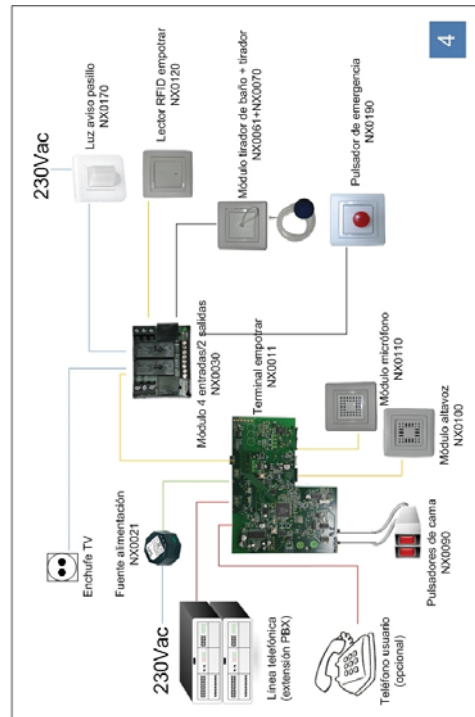 4
230Vac
Luz aviso pasillo
NX0170
Lector RFID empotrar
NX0120
Módulo tirador de baño + tirador
NX0061+NX0070
Pulsador de emergencia
NX0190
Módulo 4 entradas/2 salidas
NX0030
Terminal empotrar
NX0011
Módulo micrófono
NX0110
Módulo altavoz
NX0100
Enchufe TV
Fuente alimentación
NX0021
230Vac
Línea telefónica
(extensión PBX)
Teléfono usuario
(opcional)
Pulsadores de cama
NX0090